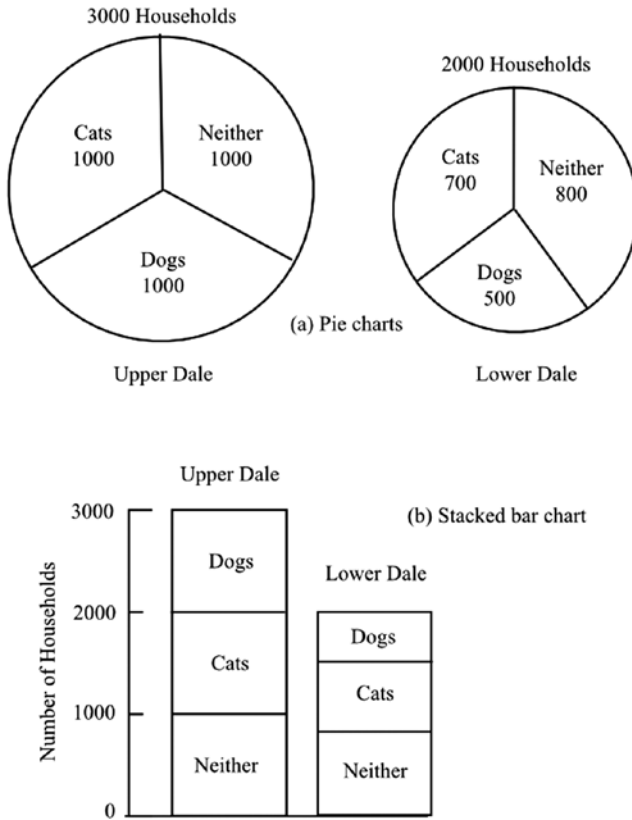 3000 Households
Cats
1000
Neither
1000
Dogs
1000
Upper Dale
2000 Households
Cats
700
Neither
800
Dogs
500
Lower Dale
(a) Pie charts
Upper Dale
(b) Stacked bar chart
Lower Dale
Number of Households
3000
2000
1000
0
Dogs
Cats
Neither
Dogs
Cats
Neither